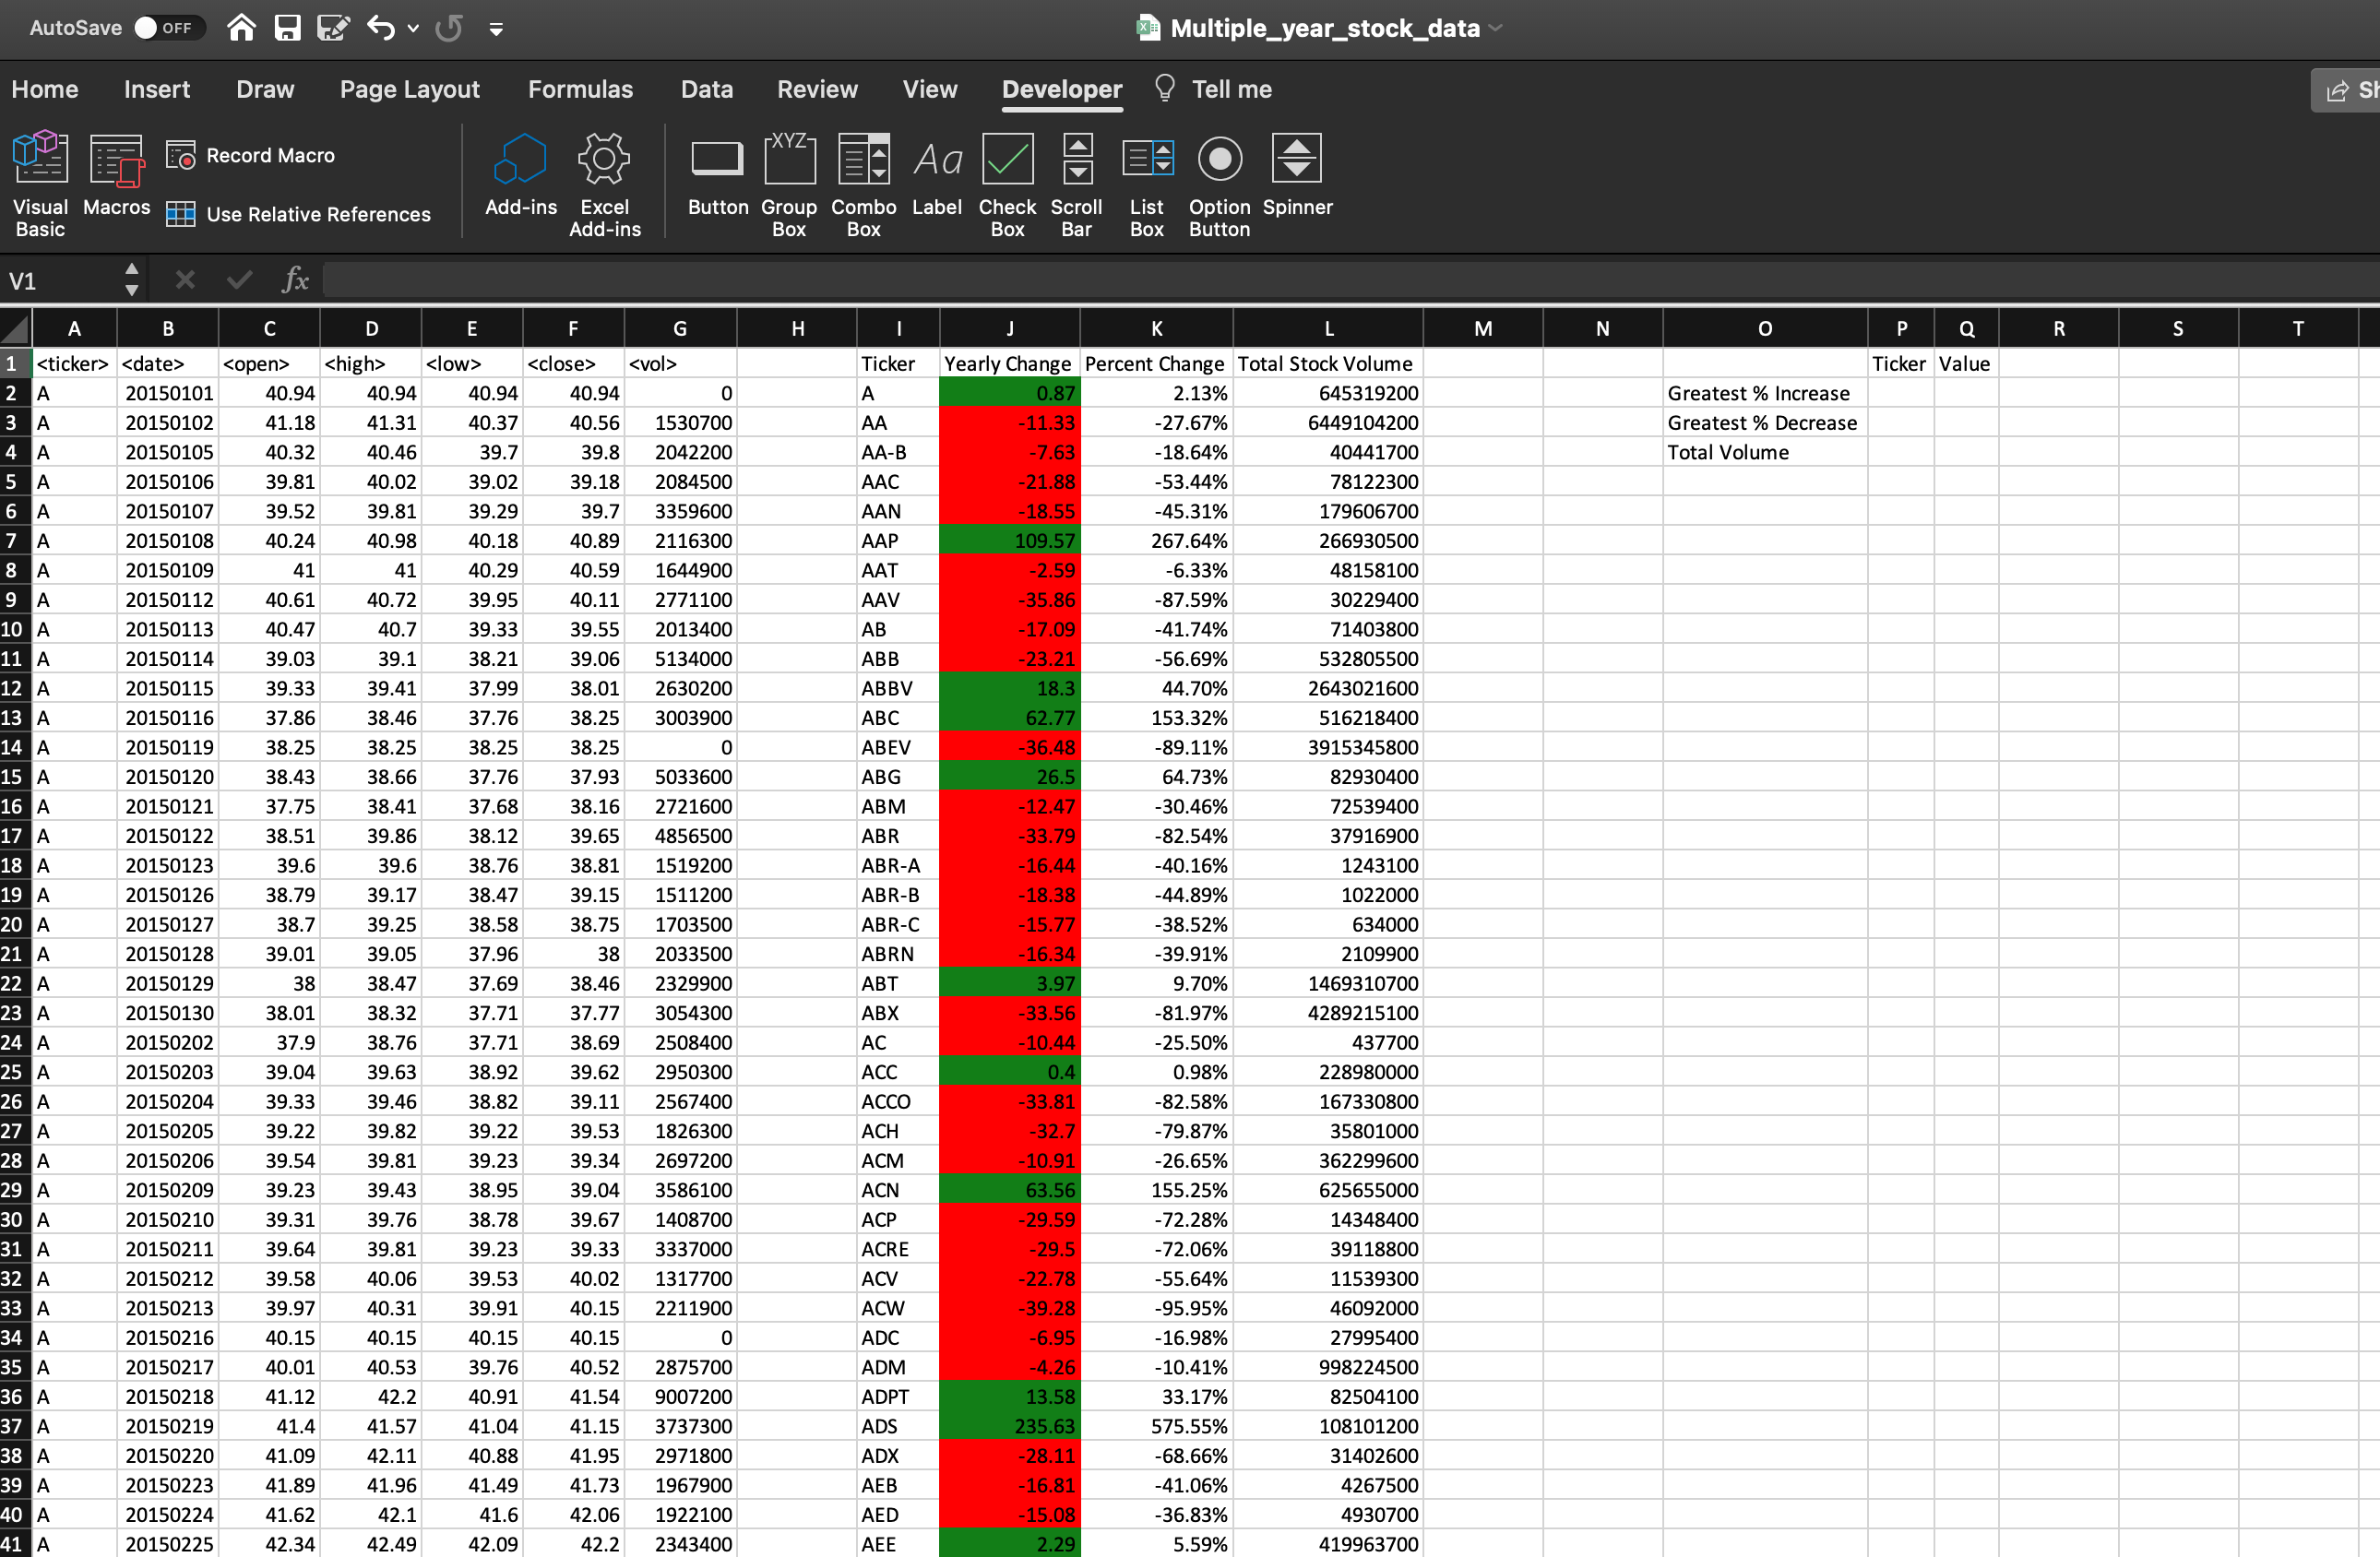 AutoSave OFF Multiple_year_stock_data
Home Insert Draw Page Layout Formulas Data Review View Developer Tell me Sh
Visual Basic Macros Record Macro Use Relative References Add-ins Excel Add-ins Button Group Box Combo Box Label Check Box Scroll Bar List Box Option Button Spinner
XYZ Aa
V1 fx
A B C D E F G H I J K L M N O P Q R S T
1 <ticker> <date> <open> <high> <low> <close> <vol> Ticker Yearly Change Percent Change Total Stock Volume Ticker Value
2 A 20150101 40.94 40.94 40.94 40.94 0 A 0.87 2.13% 645319200 Greatest % Increase
3 A 20150102 41.18 41.31 40.37 40.56 1530700 AA -11.33 -27.67% 6449104200 Greatest % Decrease
4 A 20150105 40.32 40.46 39.7 39.8 2042200 AA-B -7.63 -18.64% 40441700 Total Volume
5 A 20150106 39.81 40.02 39.02 39.18 2084500 AAC -21.88 -53.44% 78122300
6 A 20150107 39.52 39.81 39.29 39.7 3359600 AAN -18.55 -45.31% 179606700
7 A 20150108 40.24 40.98 40.18 40.89 2116300 AAP 109.57 267.64% 266930500
8 A 20150109 41 41 40.29 40.59 1644900 AAT -2.59 -6.33% 48158100
9 A 20150112 40.61 40.72 39.95 40.11 2771100 AAV -35.86 -87.59% 30229400
10 A 20150113 40.47 40.7 39.33 39.55 2013400 AB -17.09 -41.74% 71403800
11 A 20150114 39.03 39.1 38.21 39.06 5134000 ABB -23.21 -56.69% 532805500
12 A 20150115 39.33 39.41 37.99 38.01 2630200 ABBV 18.3 44.70% 2643021600
13 A 20150116 37.86 38.46 37.76 38.25 3003900 ABC 62.77 153.32% 516218400
14 A 20150119 38.25 38.25 38.25 38.25 0 ABEV -36.48 -89.11% 3915345800
15 A 20150120 38.43 38.66 37.76 37.93 5033600 ABG 26.5 64.73% 82930400
16 A 20150121 37.75 38.41 37.68 38.16 2721600 ABM -12.47 -30.46% 72539400
17 A 20150122 38.51 39.86 38.12 39.65 4856500 ABR -33.79 -82.54% 37916900
18 A 20150123 39.6 39.6 38.76 38.81 1519200 ABR-A -16.44 -40.16% 1243100
19 A 20150126 38.79 39.17 38.47 39.15 1511200 ABR-B -18.38 -44.89% 1022000
20 A 20150127 38.7 39.25 38.58 38.75 1703500 ABR-C -15.77 -38.52% 634000
21 A 20150128 39.01 39.05 37.96 38 2033500 ABRN -16.34 -39.91% 2109900
22 A 20150129 38 38.47 37.69 38.46 2329900 ABT 3.97 9.70% 1469310700
23 A 20150130 38.01 38.32 37.71 37.77 3054300 ABX -33.56 -81.97% 4289215100
24 A 20150202 37.9 38.76 37.71 38.69 2508400 AC -10.44 -25.50% 437700
25 A 20150203 39.04 39.63 38.92 39.62 2950300 ACC 0.4 0.98% 228980000
26 A 20150204 39.33 39.46 38.82 39.11 2567400 ACCO -33.81 -82.58% 167330800
27 A 20150205 39.22 39.82 39.22 39.53 1826300 ACH -32.7 -79.87% 35801000
28 A 20150206 39.54 39.81 39.23 39.34 2697200 ACM -10.91 -26.65% 362299600
29 A 20150209 39.23 39.43 38.95 39.04 3586100 ACN 63.56 155.25% 625655000
30 A 20150210 39.31 39.76 38.78 39.67 1408700 ACP -29.59 -72.28% 14348400
31 A 20150211 39.64 39.81 39.23 39.33 3337000 ACRE -29.5 -72.06% 39118800
32 A 20150212 39.58 40.06 39.53 40.02 1317700 ACV -22.78 -55.64% 11539300
33 A 20150213 39.97 40.31 39.91 40.15 2211900 ACW -39.28 -95.95% 46092000
34 A 20150216 40.15 40.15 40.15 40.15 0 ADC -6.95 -16.98% 27995400
35 A 20150217 40.01 40.53 39.76 40.52 2875700 ADM -4.26 -10.41% 998224500
36 A 20150218 41.12 42.2 40.91 41.54 9007200 ADPT 13.58 33.17% 82504100
37 A 20150219 41.4 41.57 41.04 41.15 3737300 ADS 235.63 575.55% 108101200
38 A 20150220 41.09 42.11 40.88 41.95 2971800 ADX -28.11 -68.66% 31402600
39 A 20150223 41.89 41.96 41.49 41.73 1967900 AEB -16.81 -41.06% 4267500
40 A 20150224 41.62 42.1 41.6 42.06 1922100 AED -15.08 -36.83% 4930700
41 A 20150225 42.34 42.49 42.09 42.2 2343400 AEE 2.29 5.59% 419963700